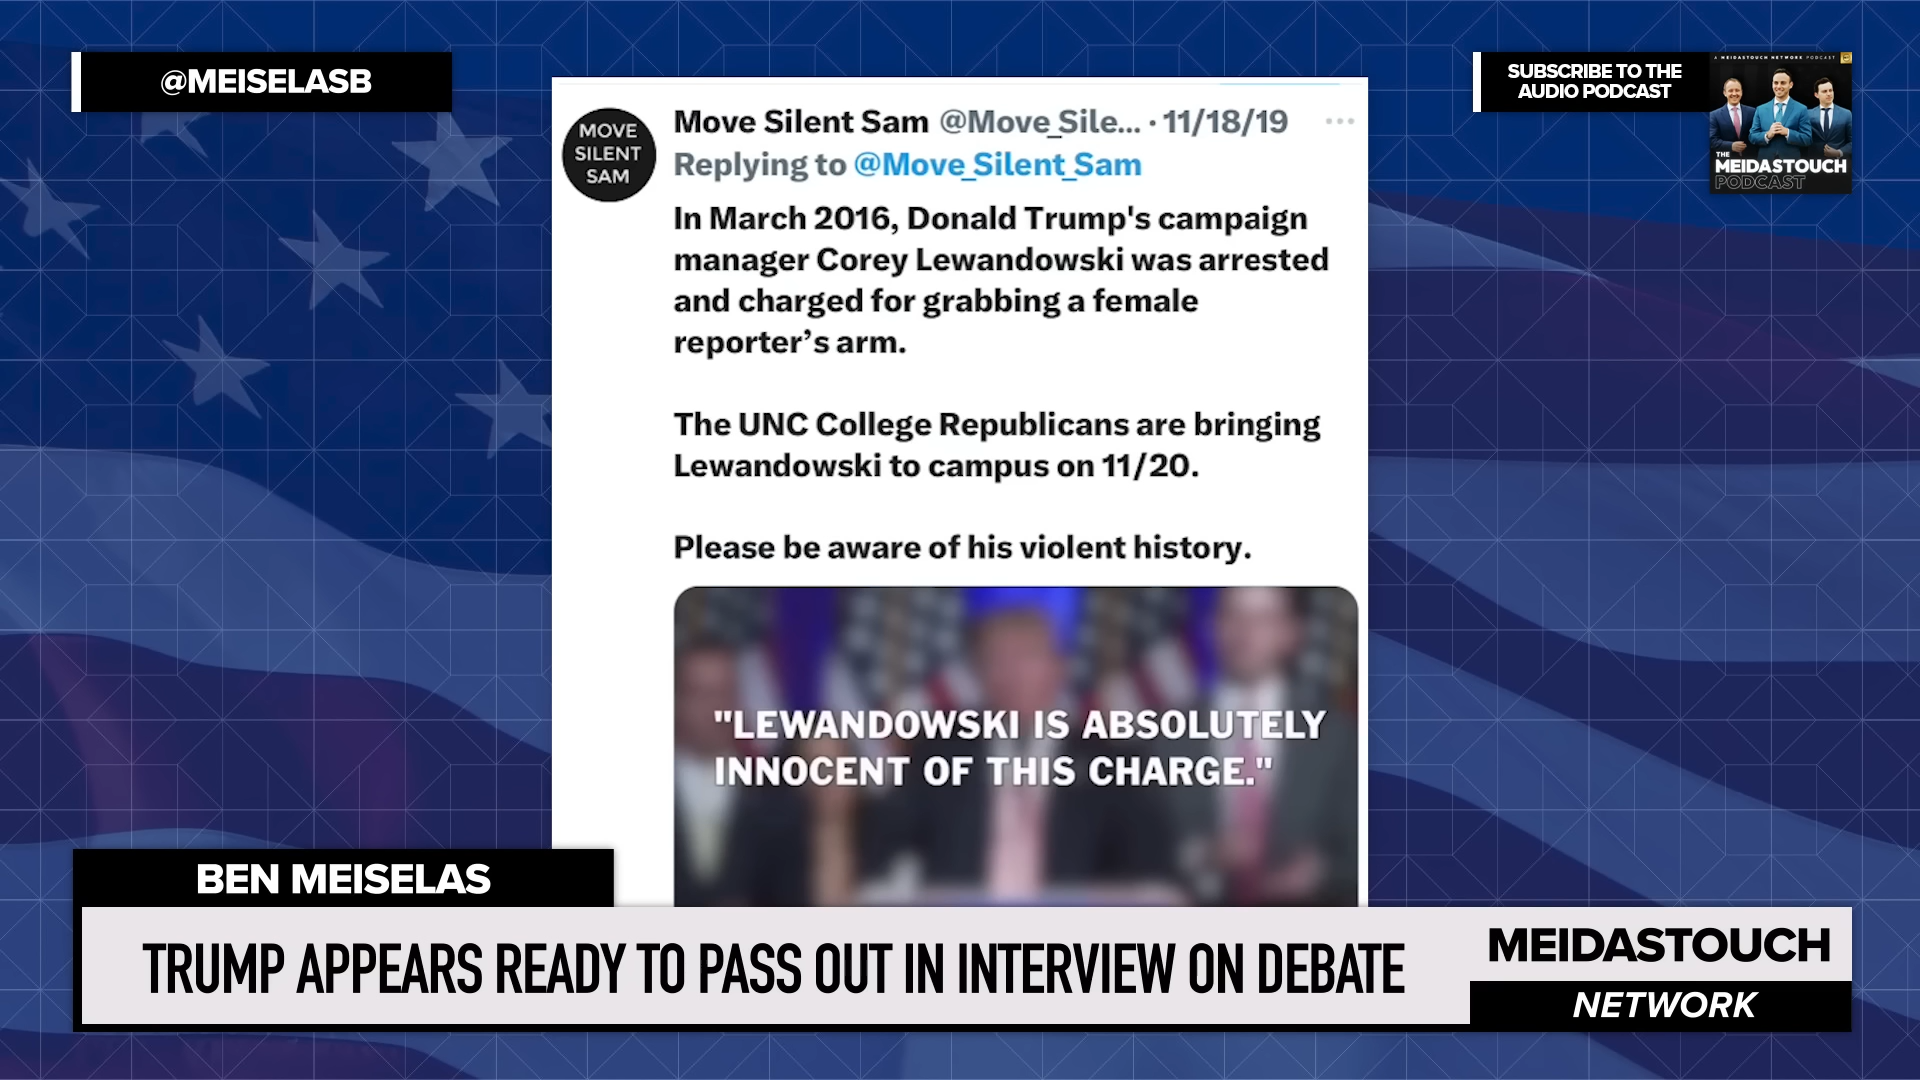 @MEISELASB
SUBSCRIBE TO THE
AUDIO PODCAST
A MEIDASTOUCH NETWORK PODCAST
THE
MEIDASTOUCH
PODCAST
MOVE
SILENT
SAM
Move Silent Sam @Move_Sile... · 11/18/19
Replying to @Move_Silent_Sam
In March 2016, Donald Trump's campaign
manager Corey Lewandowski was arrested
and charged for grabbing a female
reporter’s arm.
The UNC College Republicans are bringing
Lewandowski to campus on 11/20.
Please be aware of his violent history.
"LEWANDOWSKI IS ABSOLUTELY
INNOCENT OF THIS CHARGE."
BEN MEISELAS
TRUMP APPEARS READY TO PASS OUT IN INTERVIEW ON DEBATE
MEIDASTOUCH
NETWORK